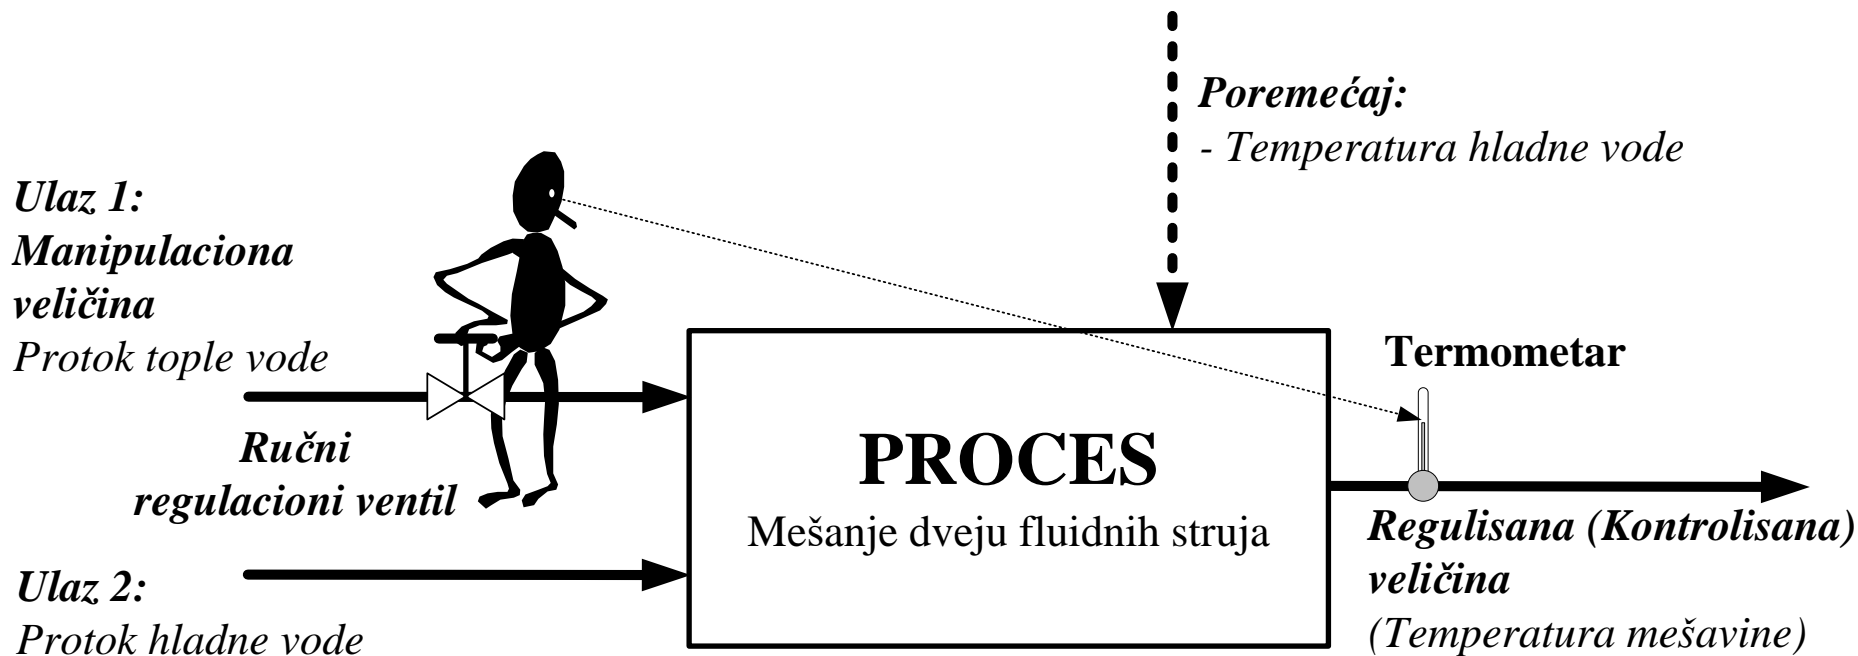 Poremećaj:
- Temperatura hladne vode
Ulaz 1:
Manipulaciona
veličina
Protok tople vode
Termometar
Ručni
regulacioni ventil
PROCES
Mešanje dveju fluidnih struja
Regulisana (Kontrolisana)
veličina
(Temperatura mešavine)
Ulaz 2:
Protok hladne vode